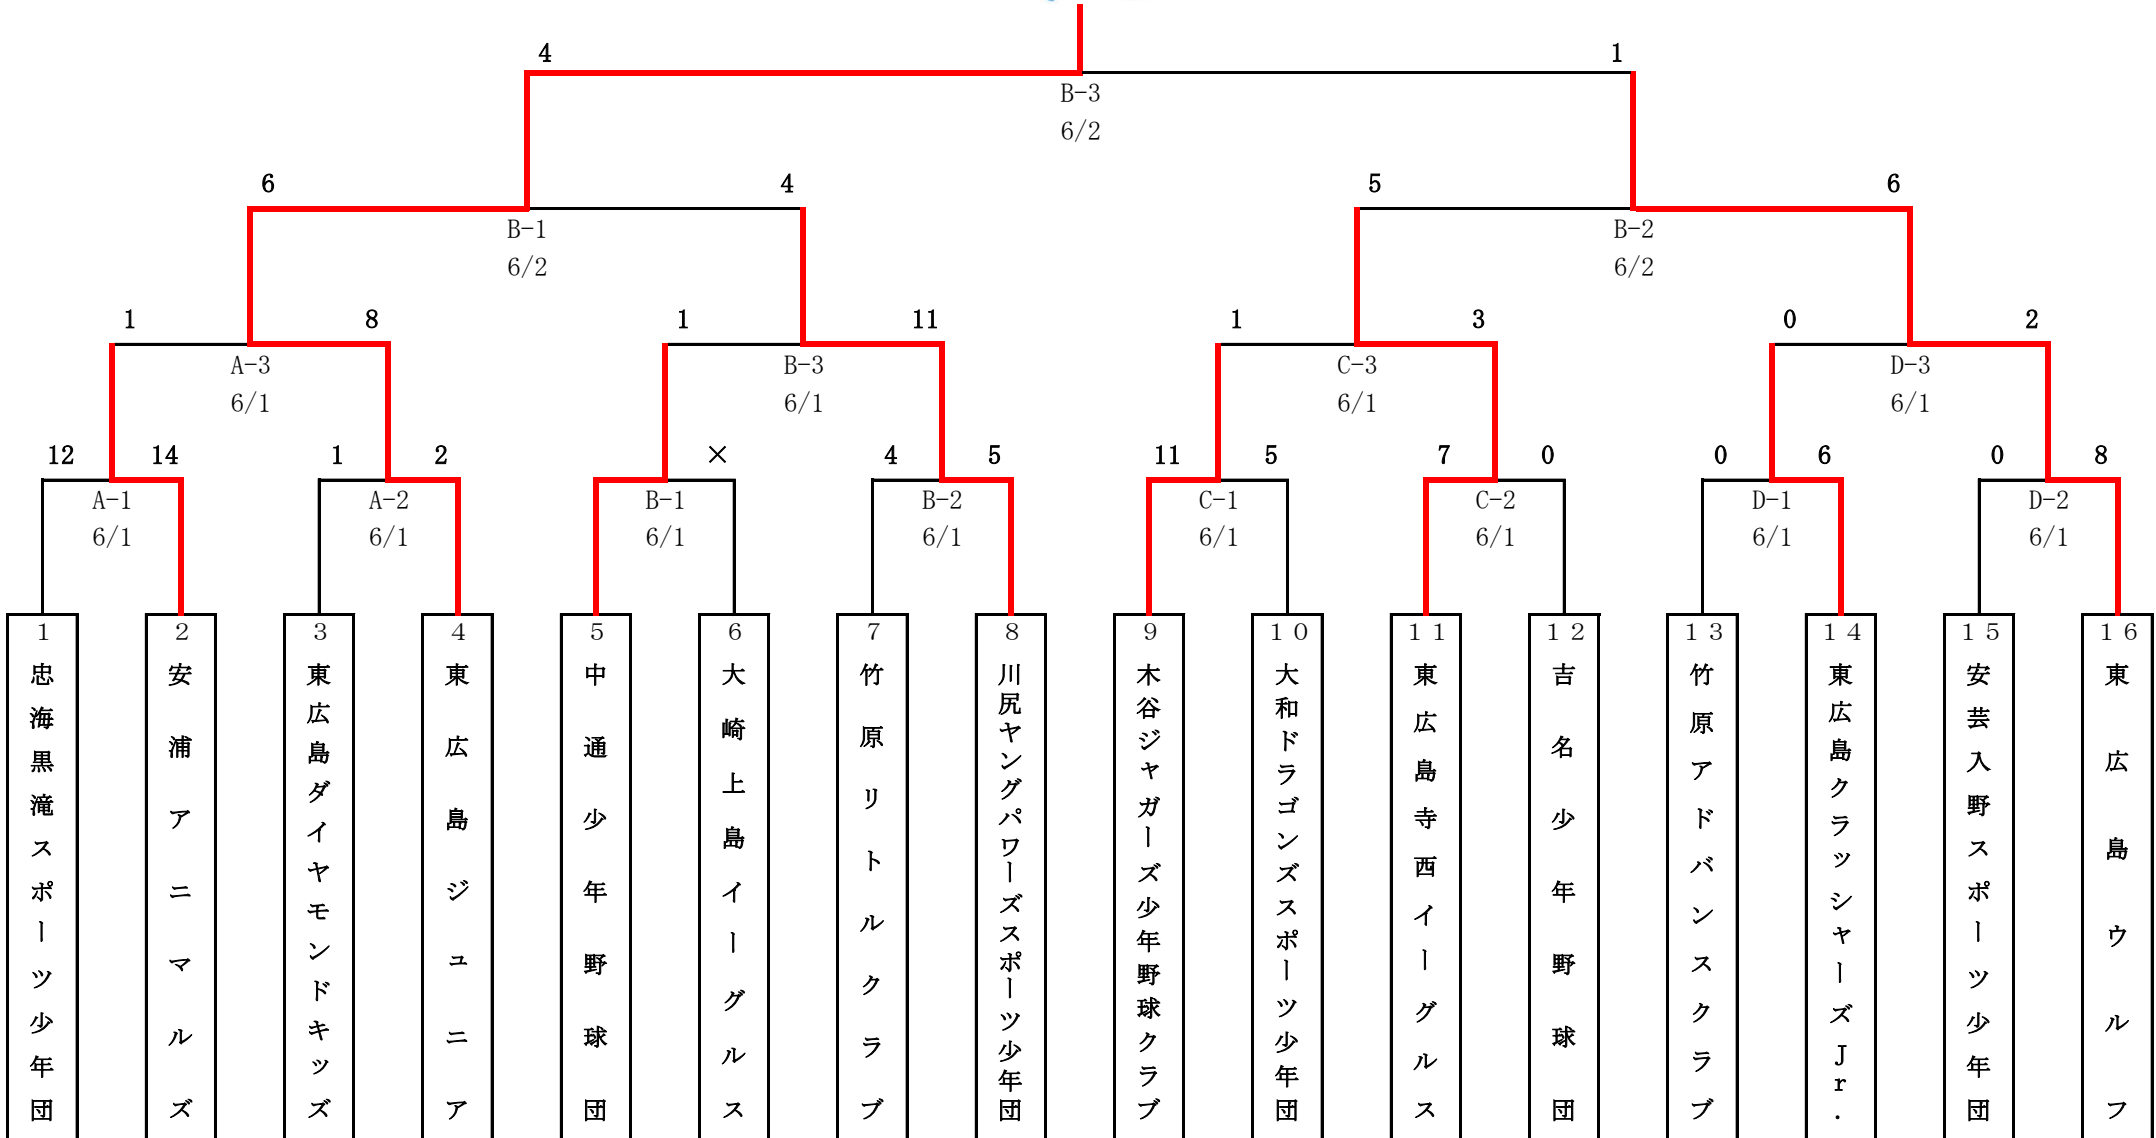 4 1
B-3
6/2
6 4 5 6
B-1 B-2
6/2 6/2
1 8 1 11 1 3 0 2
A-3 B-3 C-3 D-3
6/1 6/1 6/1 6/1
12 14 1 2 × 4 5 11 5 7 0 0 6 0 8
A-1 A-2 B-1 B-2 C-1 C-2 D-1 D-2
6/1 6/1 6/1 6/1 6/1 6/1 6/1 6/1
1 忠海黒滝スポーツ少年団
2 安浦アニマルズ
3 東広島ダイヤモンドキッズ
4 東広島ジュニア
5 中通少年野球団
6 大崎上島イーグルス
7 竹原リトルクラブ
8 川尻ヤングパワーズスポーツ少年団
9 木谷ジャガーズ少年野球クラブ
10 大和ドラゴンズスポーツ少年団
11 東広島寺西イーグルス
12 吉名少年野球団
13 竹原アドバンスクラブ
14 東広島クラッシャーズJr.
15 安芸入野スポーツ少年団
16 東広島ウルフ